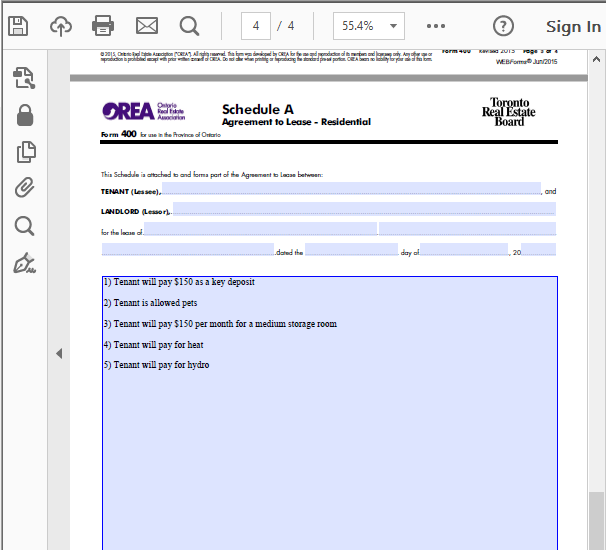 4 / 4 55.4% Sign In
© 2015, Ontario Real Estate Association ("OREA"). All rights reserved. This form was developed by OREA for the use and reproduction of its members and licensees only. Any other use or
reproduction is prohibited except with prior written consent of OREA. Do not alter when printing or reproducing the standard pre-set portion. OREA bears no liability for your use of this form.
Form 400 Revised 2015 Page 3 of 4
WEBForms® Jun/2015
OREA Ontario Real Estate Association
Schedule A
Agreement to Lease - Residential
Toronto
Real Estate
Board
Form 400 for use in the Province of Ontario
This Schedule is attached to and forms part of the Agreement to Lease between:
TENANT (Lessee), , and
LANDLORD (Lessor),
for the lease of
dated the day of , 20
1) Tenant will pay $150 as a key deposit
2) Tenant is allowed pets
3) Tenant will pay $150 per month for a medium storage room
4) Tenant will pay for heat
5) Tenant will pay for hydro